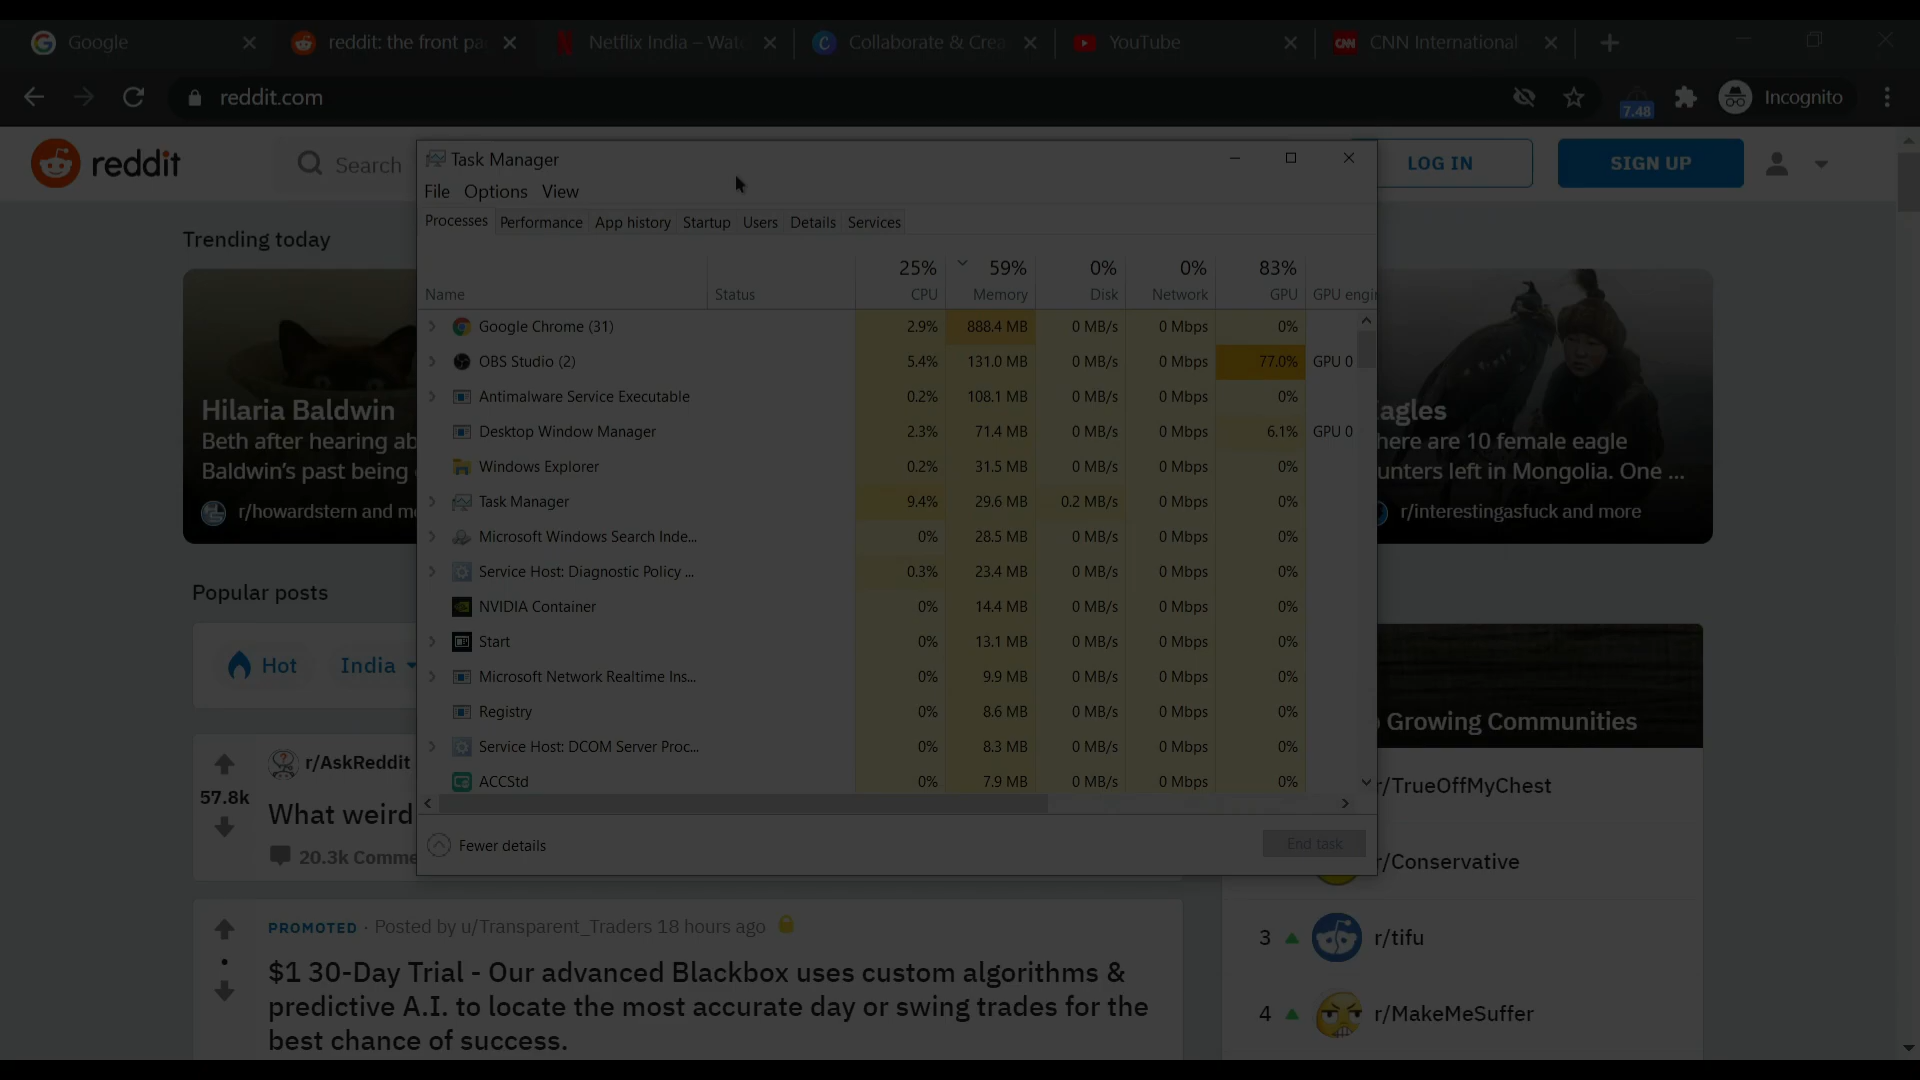 Google
reddit: the front pa
Netflix India – Wat
Collaborate & Crea
YouTube
CNN International
reddit.com
7.48
Incognito
reddit
Search
LOG IN
SIGN UP
Trending today
Hilaria Baldwin
Beth after hearing ab
Baldwin's past being
r/howardstern and m
Eagles
here are 10 female eagle
unters left in Mongolia. One ...
r/interestingasfuck and more
Popular posts
Hot
India
r/AskReddit
57.8k
What weird
20.3k Comme
PROMOTED · Posted by u/Transparent_Traders 18 hours ago
$1 30-Day Trial - Our advanced Blackbox uses custom algorithms &
predictive A.I. to locate the most accurate day or swing trades for the
best chance of success.
Growing Communities
r/TrueOffMyChest
r/Conservative
3 r/tifu
4 r/MakeMeSuffer
Task Manager
File Options View
Processes Performance App history Startup Users Details Services
25% 59% 0% 0% 83%
Name Status CPU Memory Disk Network GPU GPU engi
Google Chrome (31) 2.9% 888.4 MB 0 MB/s 0 Mbps 0%
OBS Studio (2) 5.4% 131.0 MB 0 MB/s 0 Mbps 77.0% GPU 0
Antimalware Service Executable 0.2% 108.1 MB 0 MB/s 0 Mbps 0%
Desktop Window Manager 2.3% 71.4 MB 0 MB/s 0 Mbps 6.1% GPU 0
Windows Explorer 0.2% 31.5 MB 0 MB/s 0 Mbps 0%
Task Manager 9.4% 29.6 MB 0.2 MB/s 0 Mbps 0%
Microsoft Windows Search Inde... 0% 28.5 MB 0 MB/s 0 Mbps 0%
Service Host: Diagnostic Policy ... 0.3% 23.4 MB 0 MB/s 0 Mbps 0%
NVIDIA Container 0% 14.4 MB 0 MB/s 0 Mbps 0%
Start 0% 13.1 MB 0 MB/s 0 Mbps 0%
Microsoft Network Realtime Ins... 0% 9.9 MB 0 MB/s 0 Mbps 0%
Registry 0% 8.6 MB 0 MB/s 0 Mbps 0%
Service Host: DCOM Server Proc... 0% 8.3 MB 0 MB/s 0 Mbps 0%
ACCStd 0% 7.9 MB 0 MB/s 0 Mbps 0%
Fewer details
End task